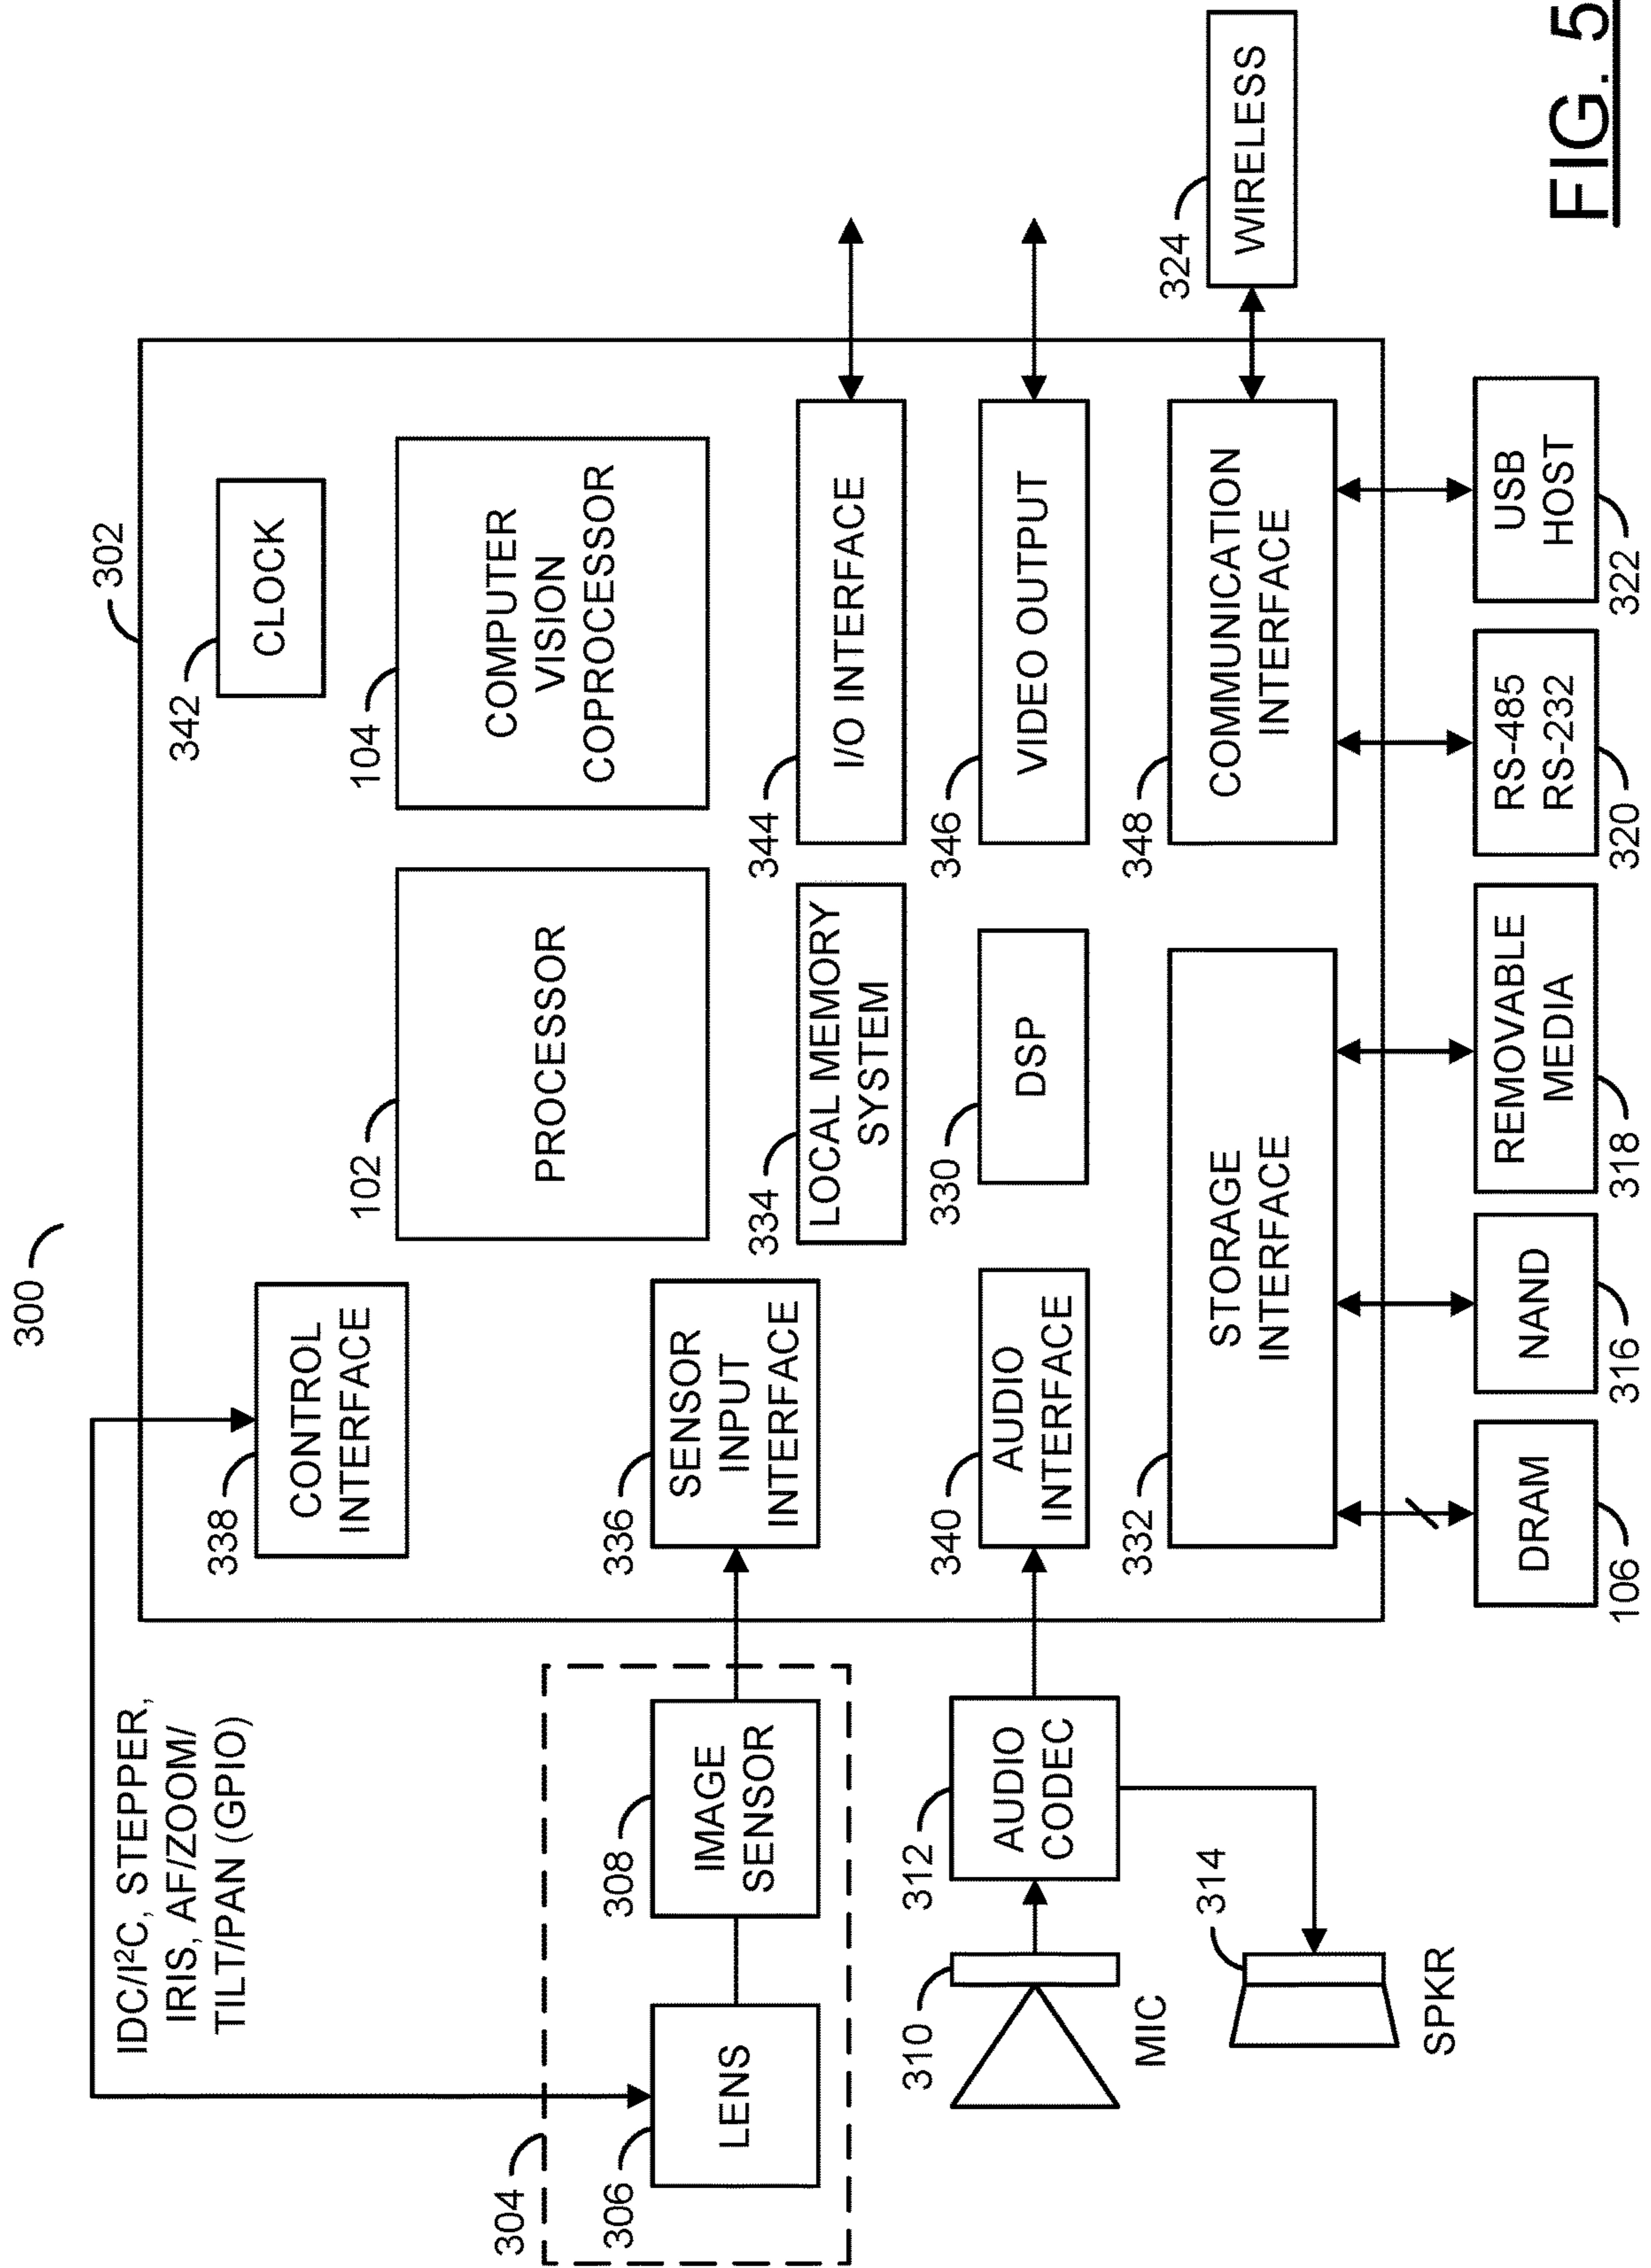 300
IDC/I²C, STEPPER,
IRIS, AF/ZOOM/
TILT/PAN (GPIO)
302
338
CONTROL
INTERFACE
342
CLOCK
102
PROCESSOR
104
COMPUTER
VISION
COPROCESSOR
304
306
LENS
308
IMAGE
SENSOR
336
SENSOR
INPUT
INTERFACE
334
LOCAL MEMORY
SYSTEM
344
I/O INTERFACE
310
MIC
312
AUDIO
CODEC
340
AUDIO
INTERFACE
330
DSP
346
VIDEO OUTPUT
314
SPKR
332
STORAGE
INTERFACE
348
COMMUNICATION
INTERFACE
324
WIRELESS
DRAM
106
NAND
316
REMOVABLE
MEDIA
318
RS-485
RS-232
320
USB
HOST
322
FIG. 5